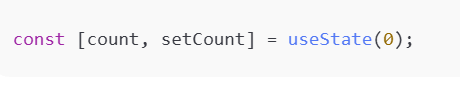 const [count, setCount] = useState(0);